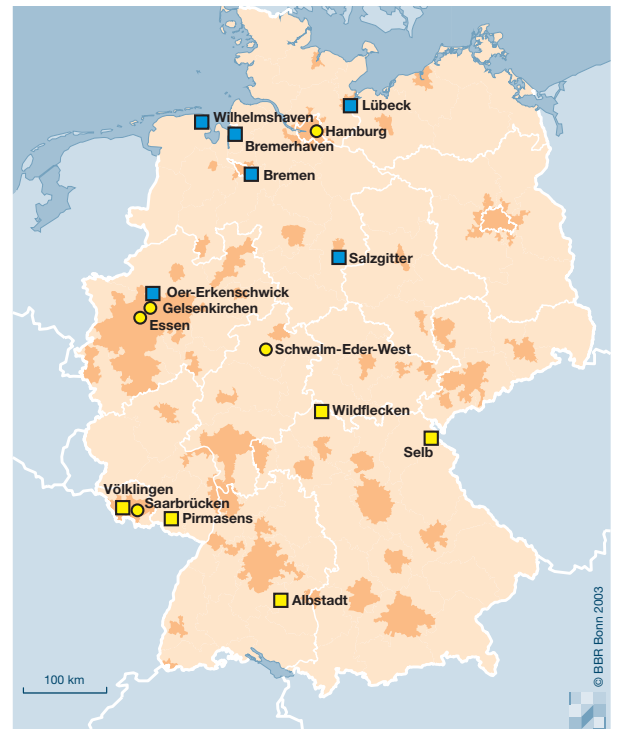 Lübeck
Wilhelmshaven
Hamburg
Bremerhaven
Bremen
Salzgitter
Oer-Erkenschwick
Gelsenkirchen
Essen
Schwalm-Eder-West
Wildflecken
Selb
Völklingen
Saarbrücken
Pirmasens
Albstadt
100 km
© BBR Bonn 2003